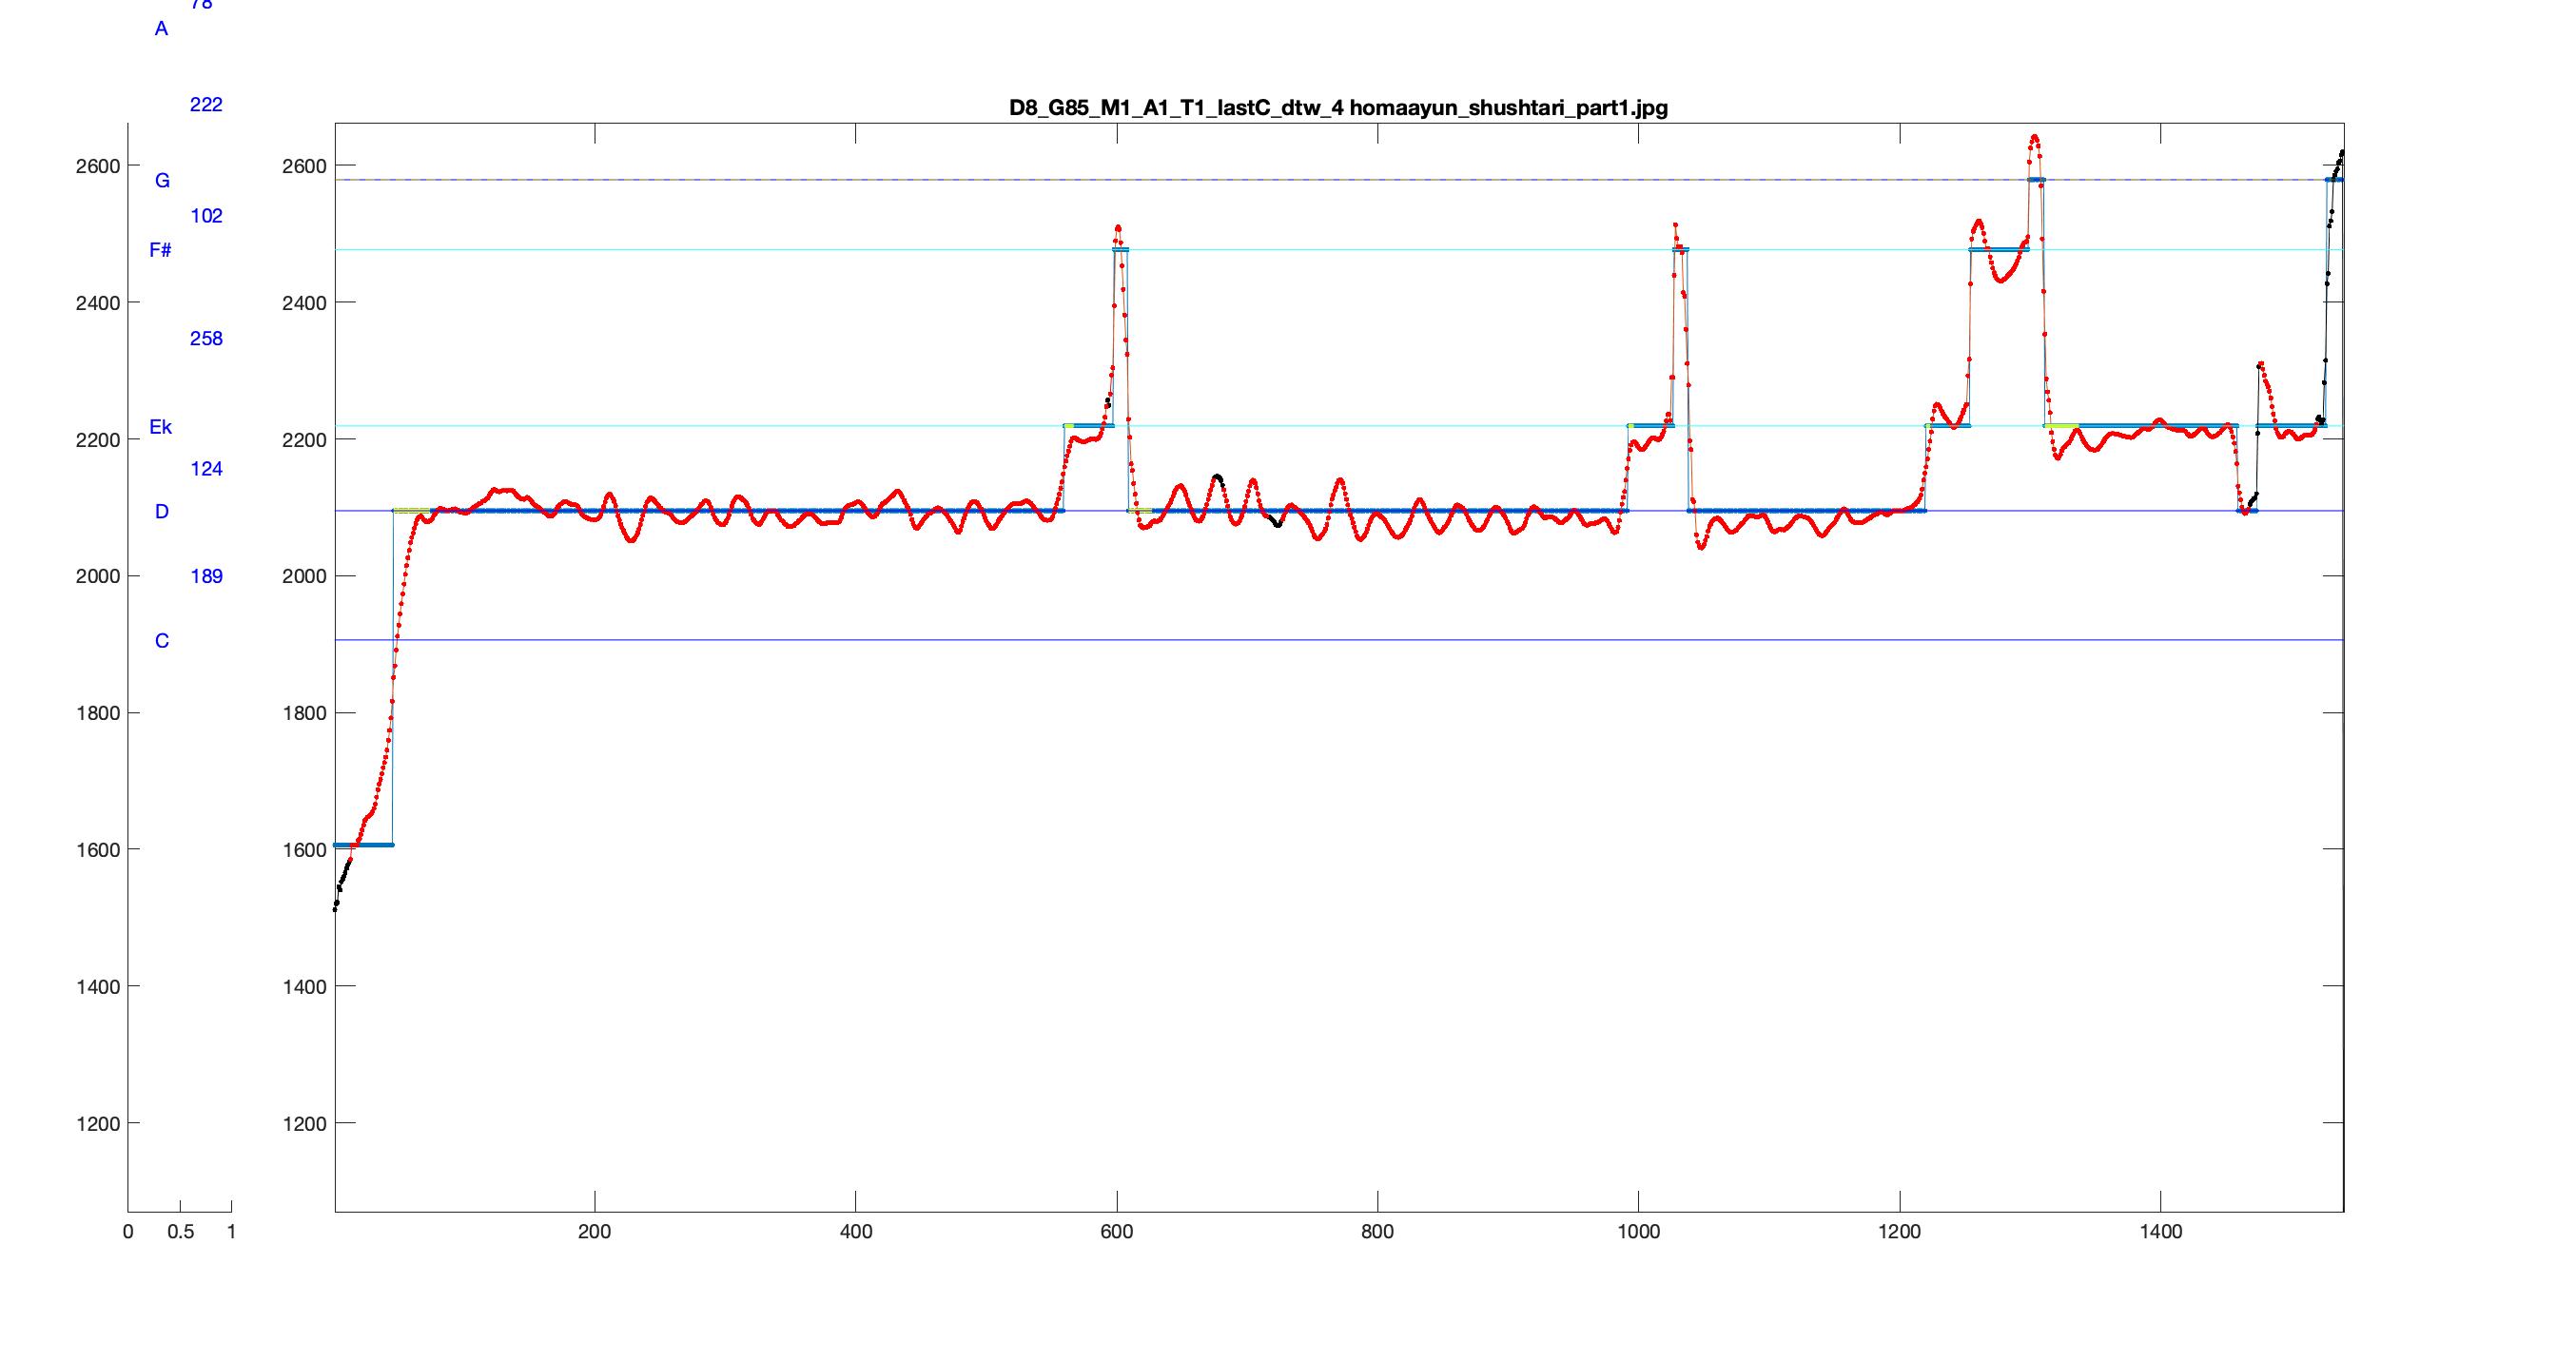 78
A
222
D8_G85_M1_A1_T1_lastC_dtw_4 homaayun_shushtari_part1.jpg
2600 2600
G
102
F#
2400 2400
258
Ek
2200 2200
124
D
2000 2000
189
C
1800 1800
1600 1600
1400 1400
1200 1200
0 0.5 1 200 400 600 800 1000 1200 1400